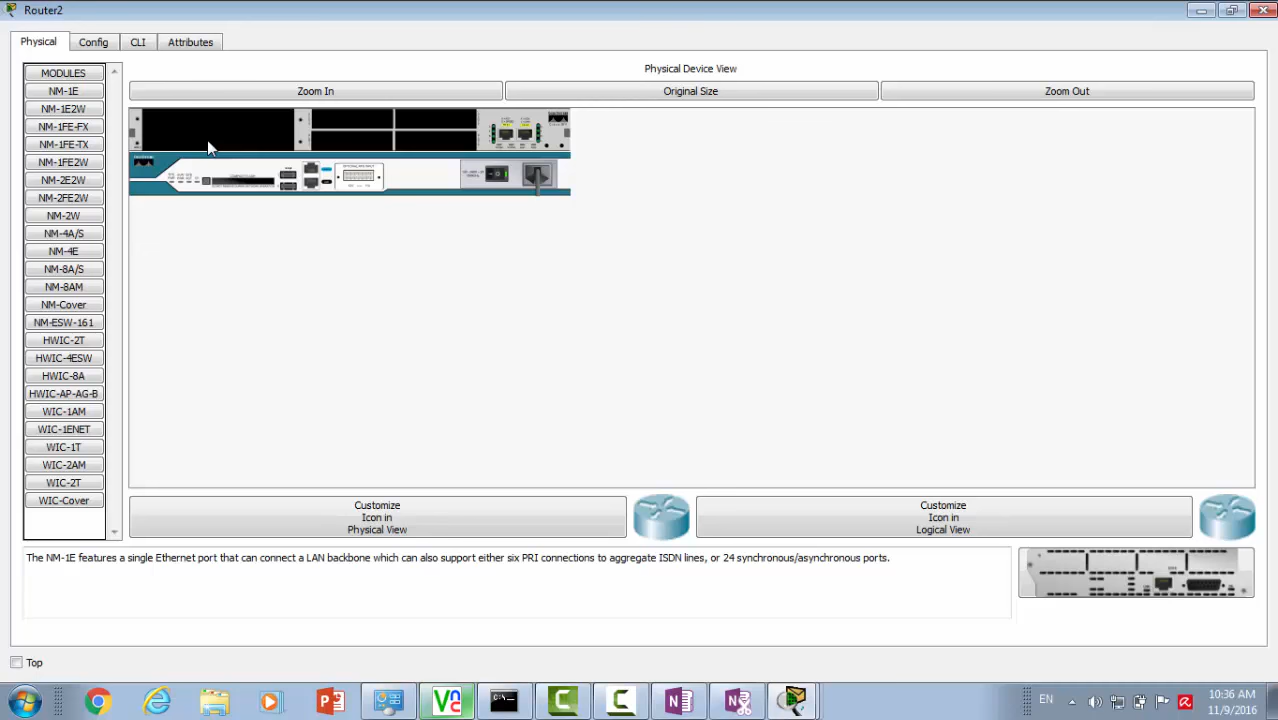 Router2
Physical
Config
CLI
Attributes
MODULES
NM-1E
NM-1E2W
NM-1FE-FX
NM-1FE-TX
NM-1FE2W
NM-2E2W
NM-2FE2W
NM-2W
NM-4A/S
NM-4E
NM-8A/S
NM-8AM
NM-Cover
NM-ESW-161
HWIC-2T
HWIC-4ESW
HWIC-8A
HWIC-AP-AG-B
WIC-1AM
WIC-1ENET
WIC-1T
WIC-2AM
WIC-2T
WIC-Cover
Physical Device View
Zoom In
Original Size
Zoom Out
Customize
Icon in
Physical View
Customize
Icon in
Logical View
The NM-1E features a single Ethernet port that can connect a LAN backbone which can also support either six PRI connections to aggregate ISDN lines, or 24 synchronous/asynchronous ports.
Top
EN
10:36 AM
11/9/2016